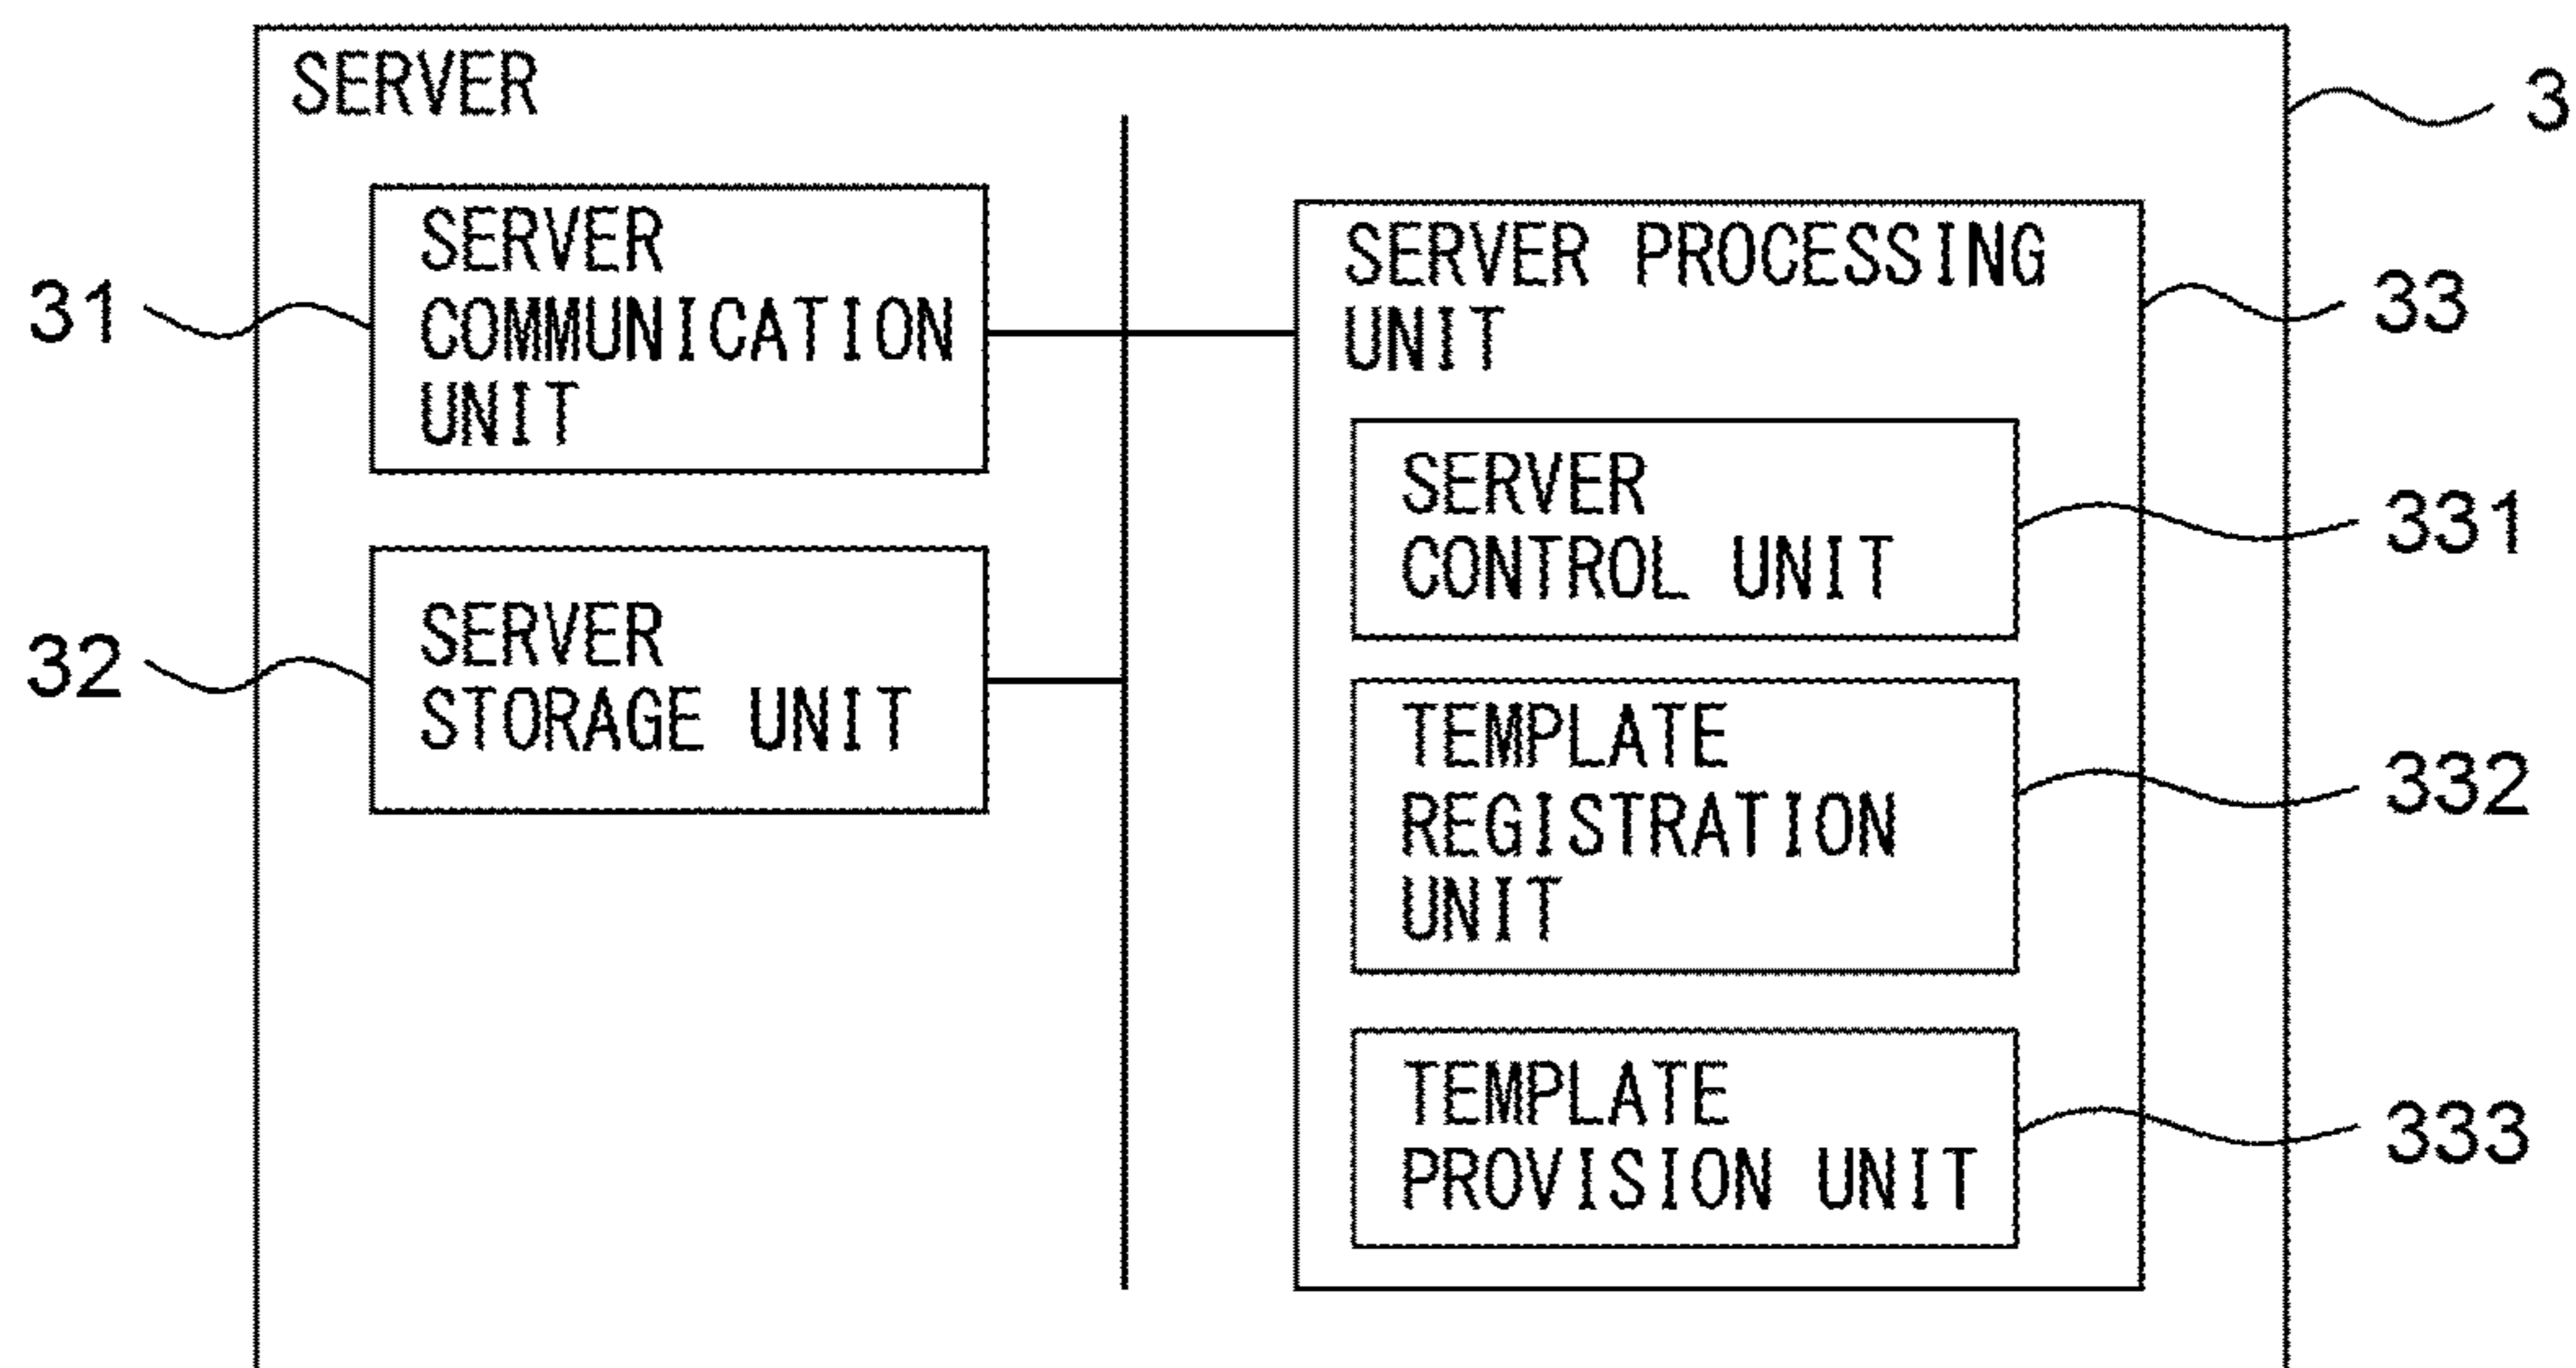 SERVER
3
SERVER
COMMUNICATION
UNIT
31
SERVER
STORAGE UNIT
32
SERVER PROCESSING
UNIT
33
SERVER
CONTROL UNIT
331
TEMPLATE
REGISTRATION
UNIT
332
TEMPLATE
PROVISION UNIT
333